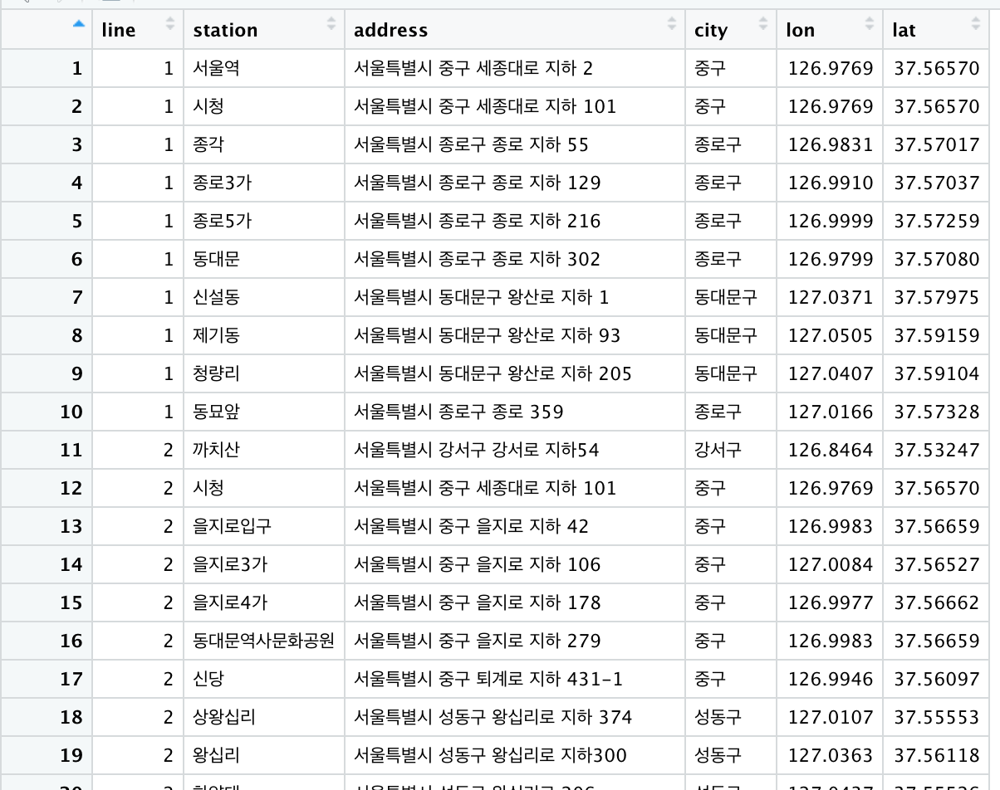 line station address city lon lat
1 1 서울역 서울특별시 중구 세종대로 지하 2 중구 126.9769 37.56570
2 1 시청 서울특별시 중구 세종대로 지하 101 중구 126.9769 37.56570
3 1 종각 서울특별시 종로구 종로 지하 55 종로구 126.9831 37.57017
4 1 종로3가 서울특별시 종로구 종로 지하 129 종로구 126.9910 37.57037
5 1 종로5가 서울특별시 종로구 종로 지하 216 종로구 126.9999 37.57259
6 1 동대문 서울특별시 종로구 종로 지하 302 종로구 126.9799 37.57080
7 1 신설동 서울특별시 동대문구 왕산로 지하 1 동대문구 127.0371 37.57975
8 1 제기동 서울특별시 동대문구 왕산로 지하 93 동대문구 127.0505 37.59159
9 1 청량리 서울특별시 동대문구 왕산로 지하 205 동대문구 127.0407 37.59104
10 1 동묘앞 서울특별시 종로구 종로 359 종로구 127.0166 37.57328
11 2 까치산 서울특별시 강서구 강서로 지하54 강서구 126.8464 37.53247
12 2 시청 서울특별시 중구 세종대로 지하 101 중구 126.9769 37.56570
13 2 을지로입구 서울특별시 중구 을지로 지하 42 중구 126.9983 37.56659
14 2 을지로3가 서울특별시 중구 을지로 지하 106 중구 127.0084 37.56527
15 2 을지로4가 서울특별시 중구 을지로 지하 178 중구 126.9977 37.56662
16 2 동대문역사문화공원 서울특별시 중구 을지로 지하 279 중구 126.9983 37.56659
17 2 신당 서울특별시 중구 퇴계로 지하 431-1 중구 126.9946 37.56097
18 2 상왕십리 서울특별시 성동구 왕십리로 지하 374 성동구 127.0107 37.55553
19 2 왕십리 서울특별시 성동구 왕십리로 지하300 성동구 127.0363 37.56118